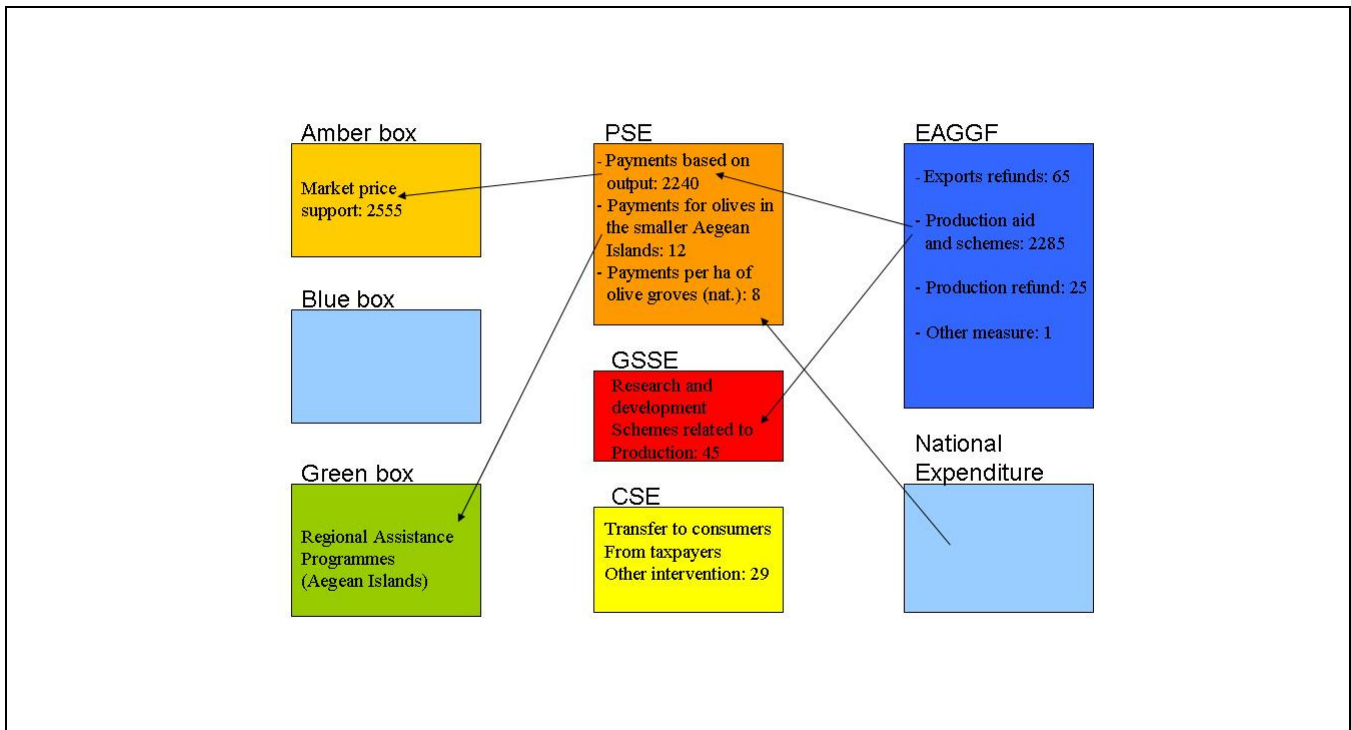 Amber box
Market price
support: 2555
Blue box
Green box
Regional Assistance
Programmes
(Aegean Islands)
PSE
- Payments based on
output: 2240
- Payments for olives in
the smaller Aegean
Islands: 12
- Payments per ha of
olive groves (nat.): 8
GSSE
Research and
development
Schemes related to
Production: 45
CSE
Transfer to consumers
From taxpayers
Other intervention: 29
EAGGF
- Exports refunds: 65
- Production aid
and schemes: 2285
- Production refund: 25
- Other measure: 1
National
Expenditure